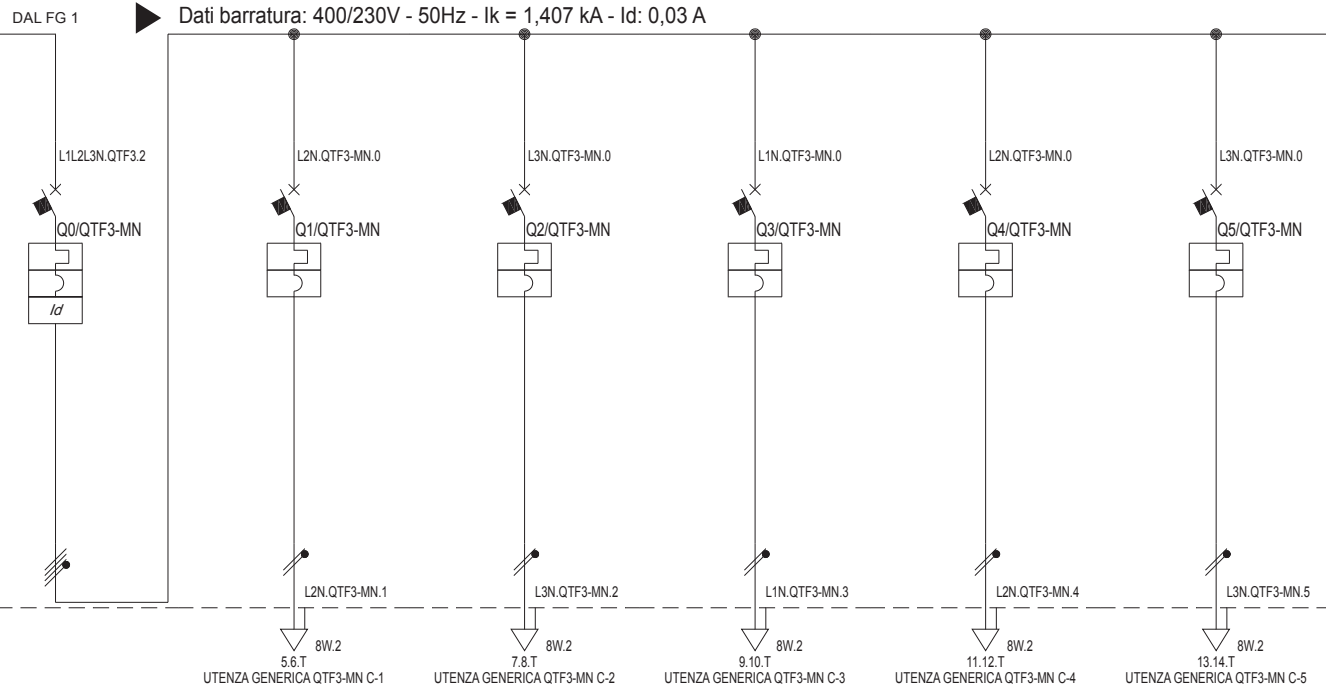 DAL FG 1
Dati barratura: 400/230V - 50Hz - Ik = 1,407 kA - Id: 0,03 A
L1L2L3N.QTF3.2
L2N.QTF3-MN.0
L3N.QTF3-MN.0
L1N.QTF3-MN.0
L2N.QTF3-MN.0
L3N.QTF3-MN.0
Q0/QTF3-MN
Q1/QTF3-MN
Q2/QTF3-MN
Q3/QTF3-MN
Q4/QTF3-MN
Q5/QTF3-MN
Id
L2N.QTF3-MN.1
L3N.QTF3-MN.2
L1N.QTF3-MN.3
L2N.QTF3-MN.4
L3N.QTF3-MN.5
8W.2
8W.2
8W.2
8W.2
8W.2
5.6.T
7.8.T
9.10.T
11.12.T
13.14.T
UTENZA GENERICA QTF3-MN C-1
UTENZA GENERICA QTF3-MN C-2
UTENZA GENERICA QTF3-MN C-3
UTENZA GENERICA QTF3-MN C-4
UTENZA GENERICA QTF3-MN C-5